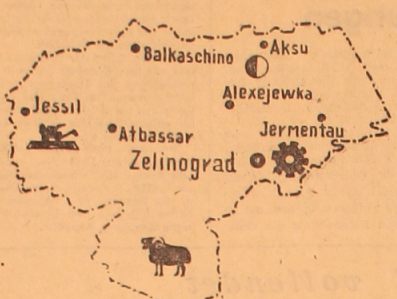 Balkaschino
Aksu
Alexejewka
Jessil
Atbassar
Jermentau
Zelinograd